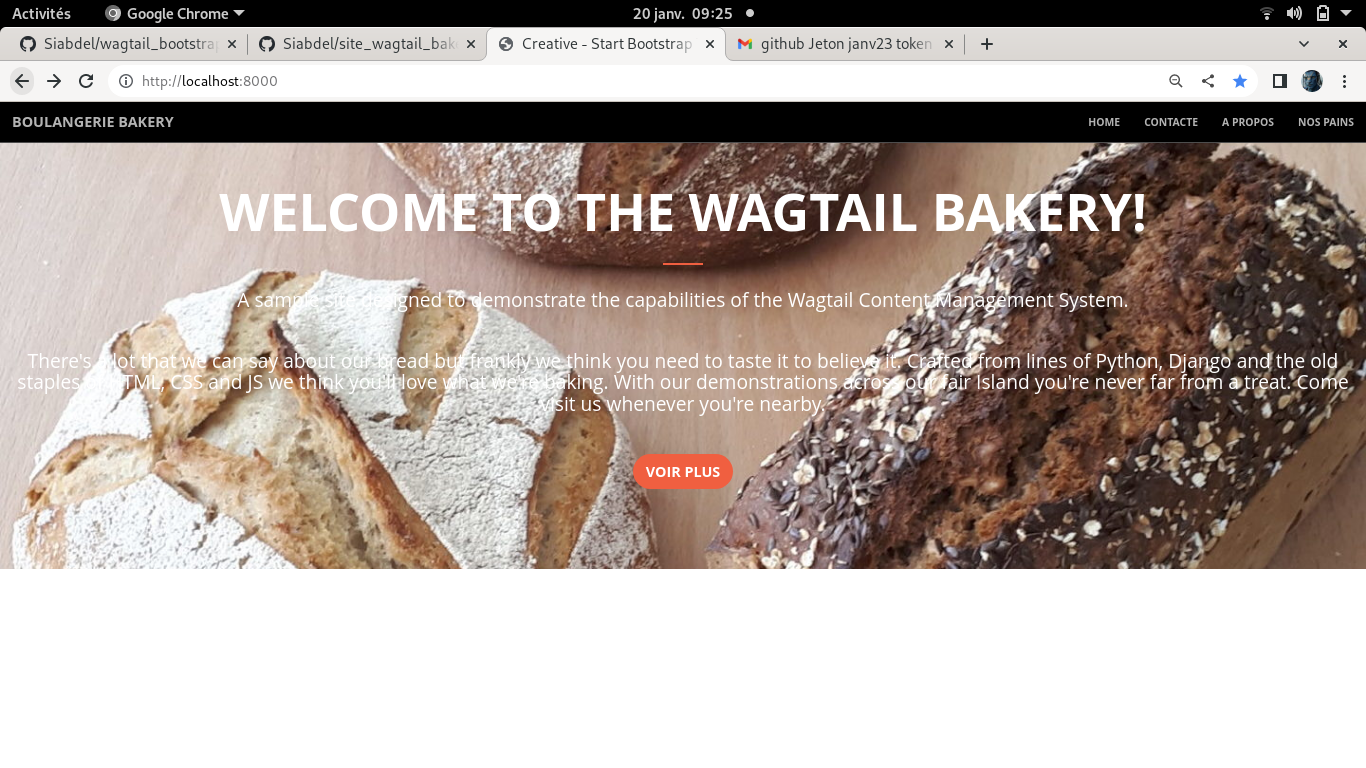 Activités Google Chrome 20 janv. 09:25
Siabdel/wagtail_bootstrap Siabdel/site_wagtail_bak Creative - Start Bootstrap github Jeton janv23 token
http://localhost:8000
BOULANGERIE BAKERY HOME CONTACTE A PROPOS NOS PAINS
WELCOME TO THE WAGTAIL BAKERY!
A sample site designed to demonstrate the capabilities of the Wagtail Content Management System.
There's a lot that we can say about our bread but frankly we think you need to taste it to believe it. Crafted from lines of Python, Django and the old
staples of HTML, CSS and JS we think you'll love what we're baking. With our demonstrations across our fair Island you're never far from a treat. Come
visit us whenever you're nearby.
VOIR PLUS